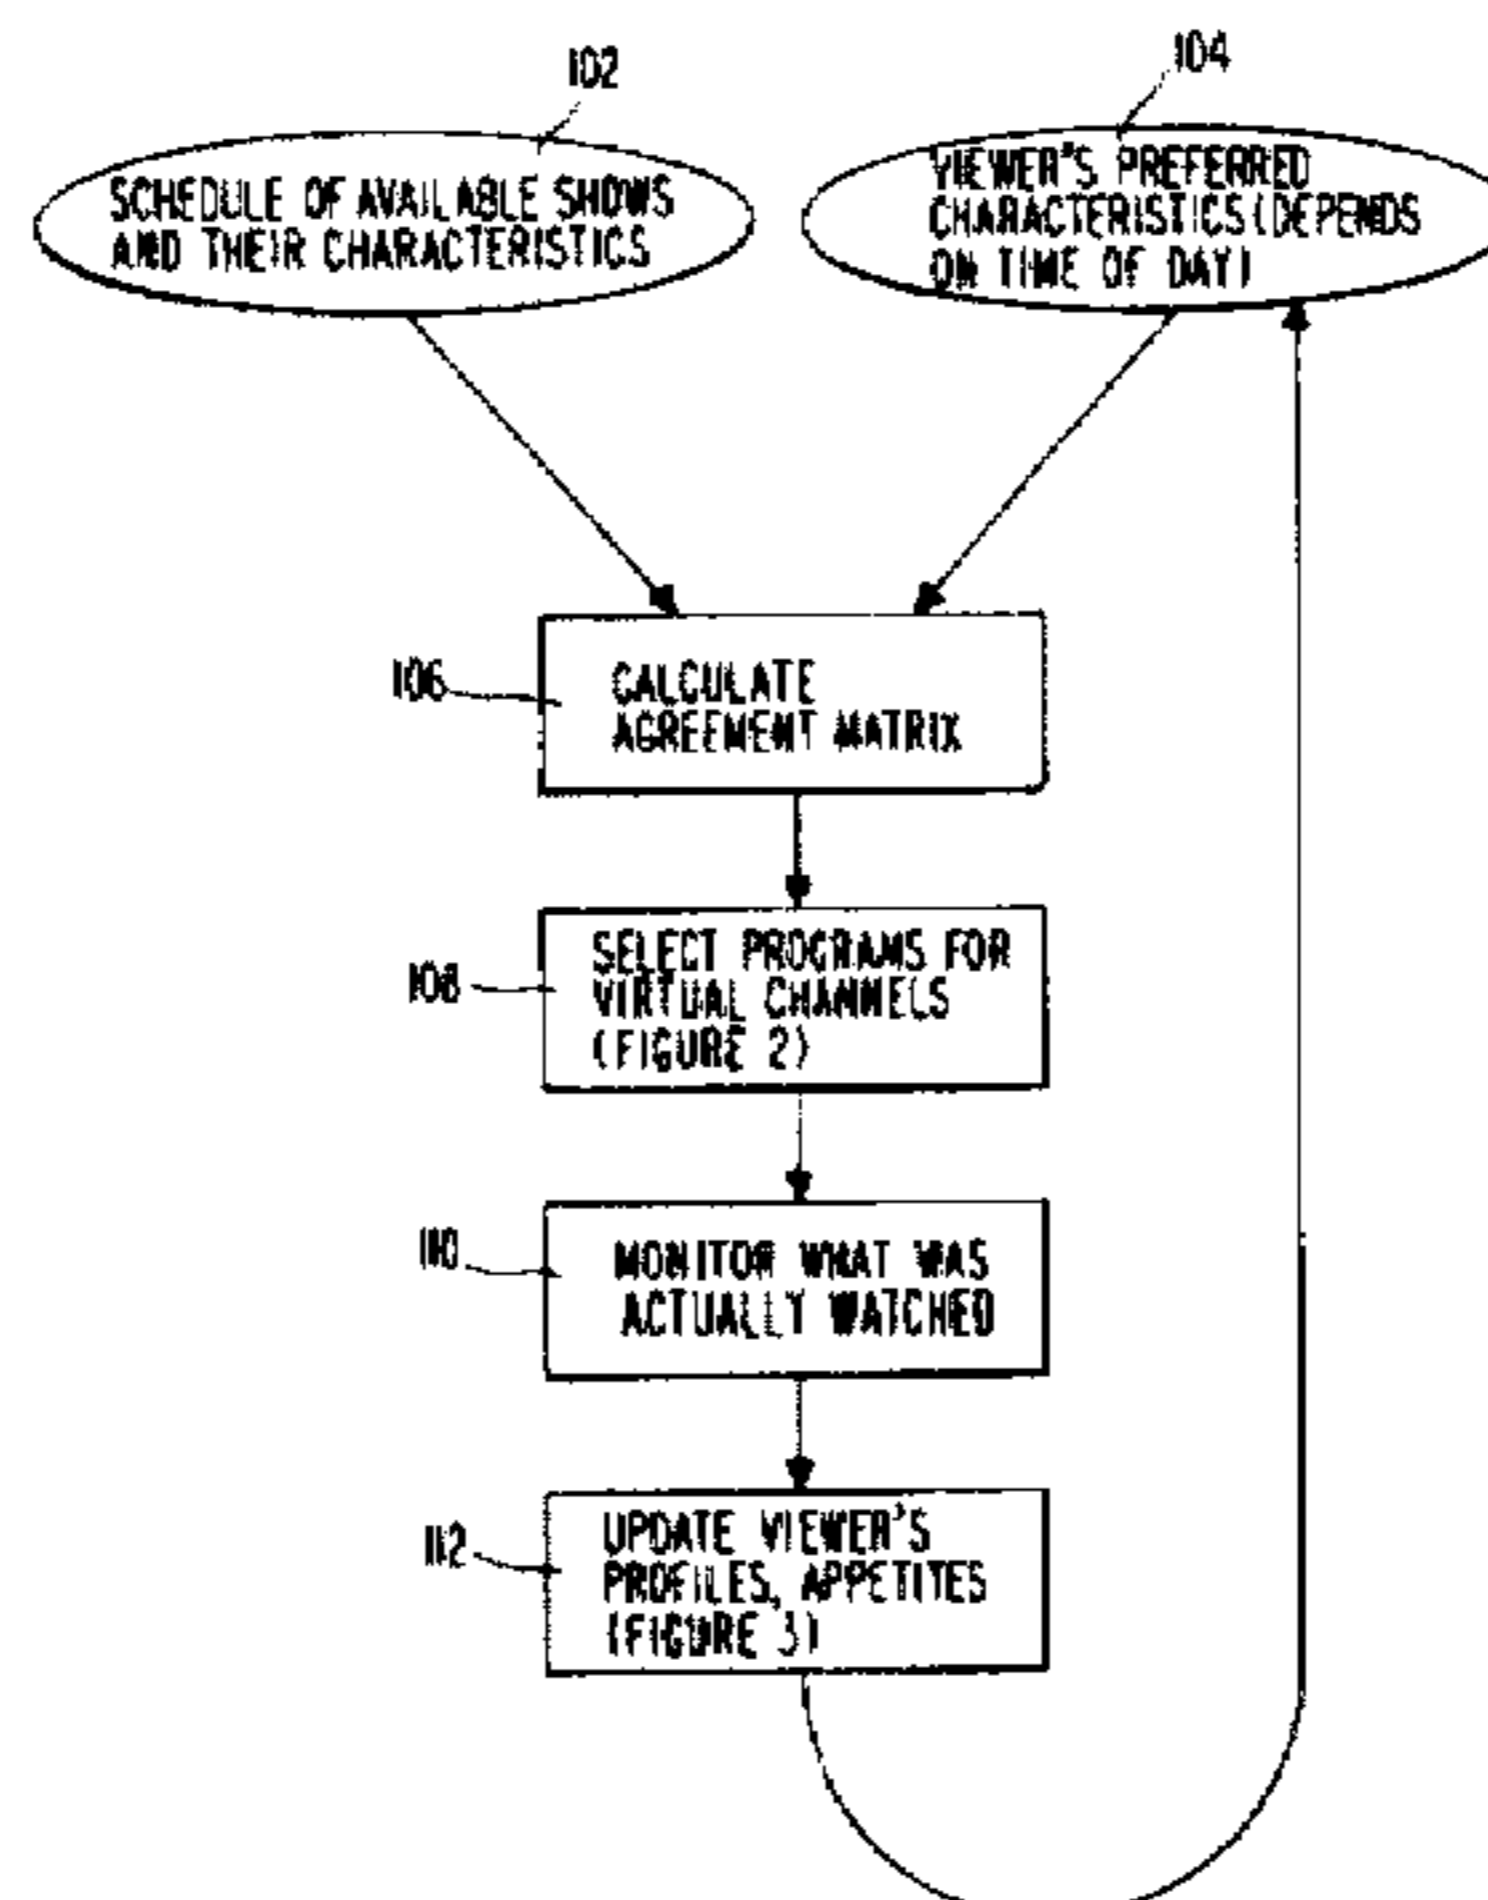 102
104
SCHEDULE OF AVAILABLE SHOWS
AND THEIR CHARACTERISTICS
VIEWER'S PREFERRED
CHARACTERISTICS (DEPENDS
ON TIME OF DAY)
106
CALCULATE
AGREEMENT MATRIX
108
SELECT PROGRAMS FOR
VIRTUAL CHANNELS
(FIGURE 2)
110
MONITOR WHAT WAS
ACTUALLY WATCHED
112
UPDATE VIEWER'S
PROFILES, APPETITES
(FIGURE 3)